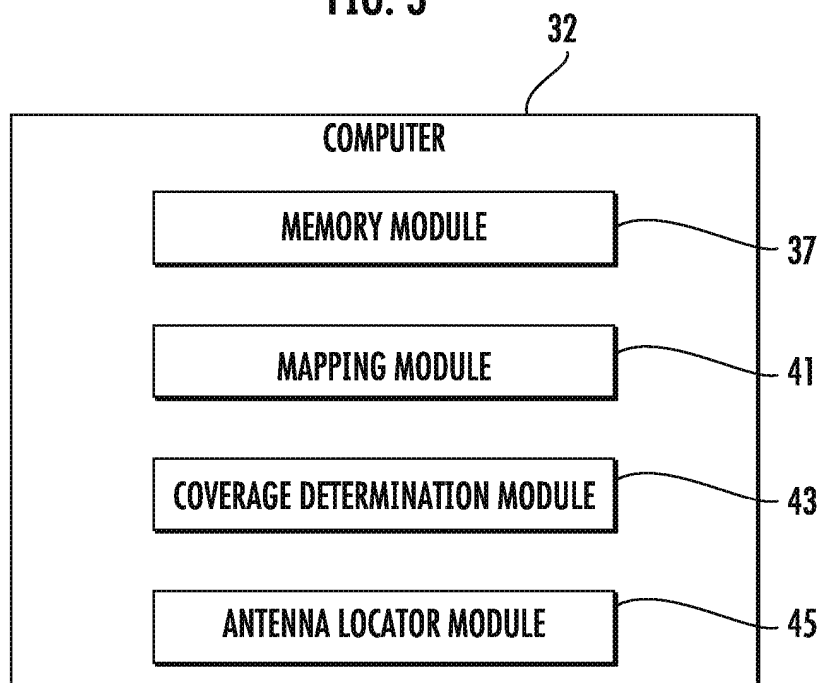 32
COMPUTER
MEMORY MODULE
37
MAPPING MODULE
41
COVERAGE DETERMINATION MODULE
43
ANTENNA LOCATOR MODULE
45